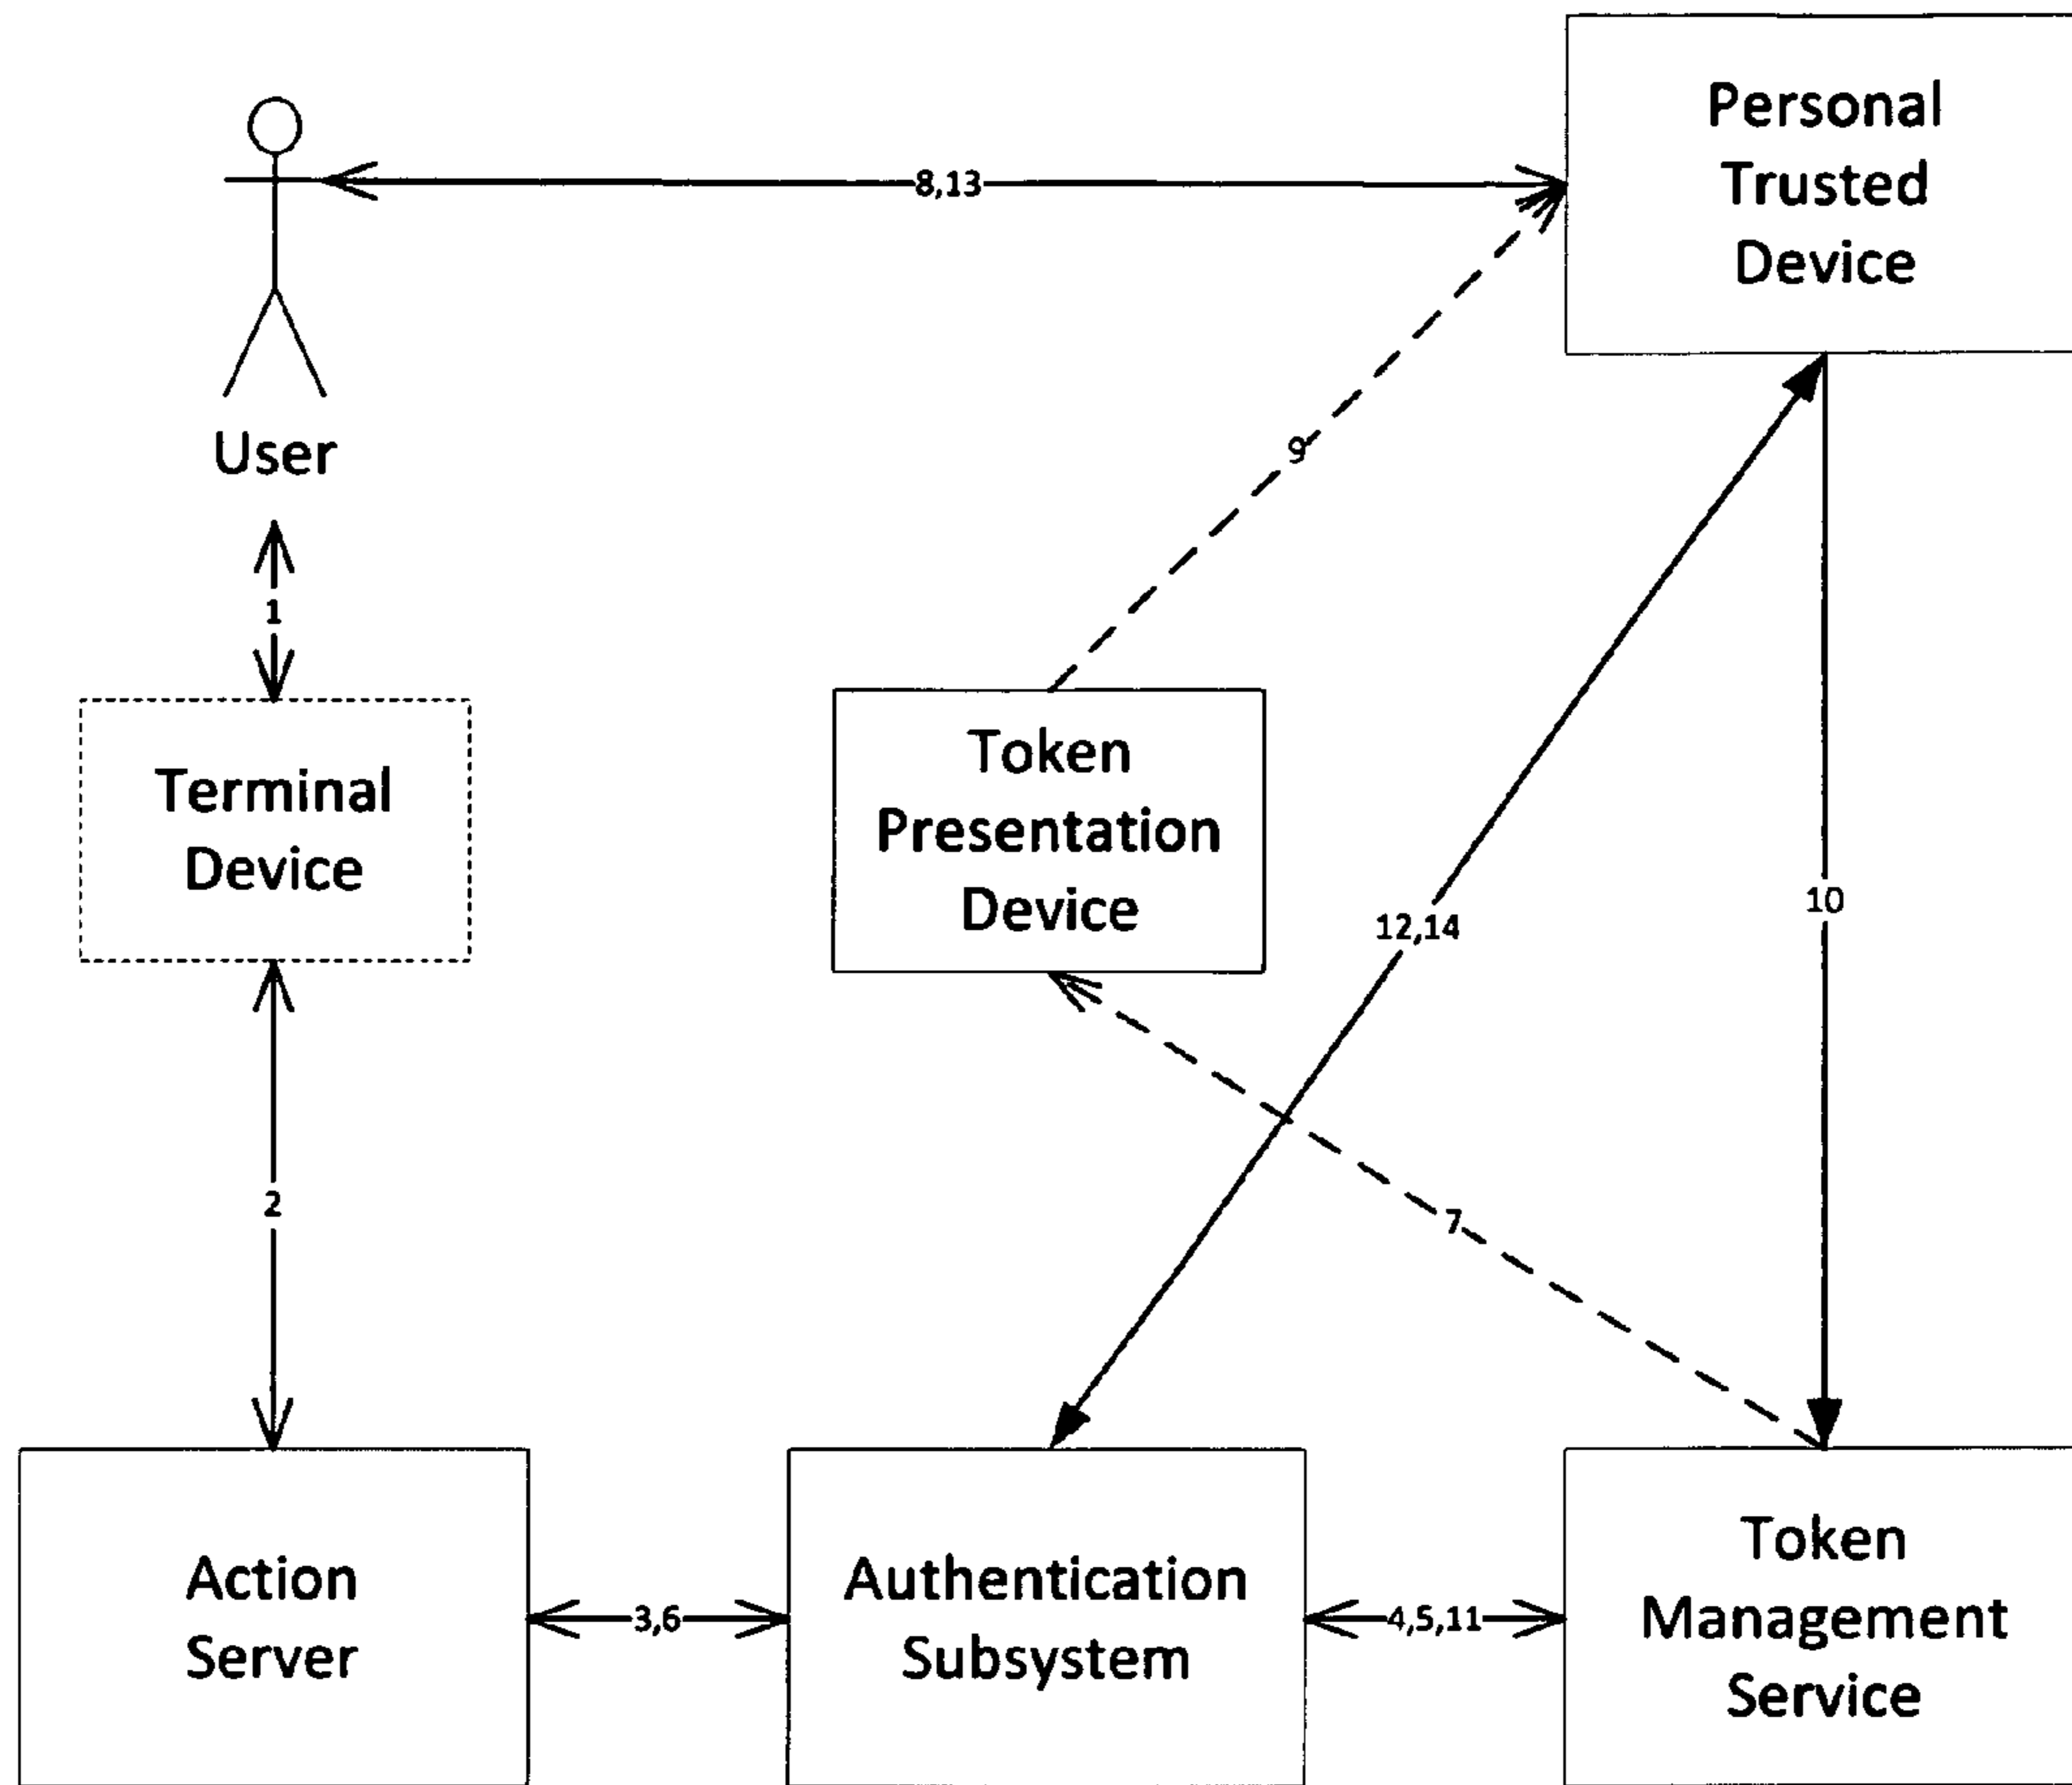 Personal
Trusted
Device
8,13
User
9
1
Terminal
Device
Token
Presentation
Device
12,14
10
2
7
Action
Server
3,6
Authentication
Subsystem
4,5,11
Token
Management
Service